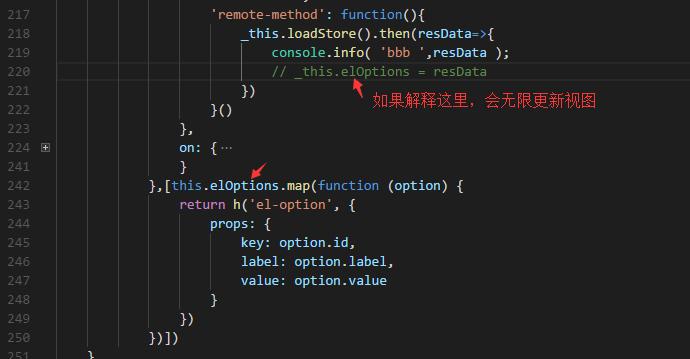 217 'remote-method': function(){
218 _this.loadStore().then(resData=>{
219 console.info( 'bbb ',resData );
220 // _this.elOptions = resData
221 })
如果解释这里，会无限更新视图
222 }()
223 },
224 on: {···
241 }
242 },[this.elOptions.map(function (option) {
243 return h('el-option', {
244 props: {
245 key: option.id,
246 label: option.label,
247 value: option.value
248 }
249 })
250 })])
251 }